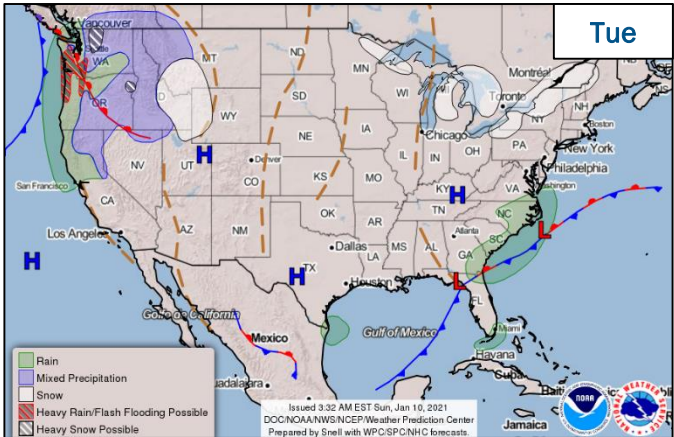 Tue
Vancouver
Seattle
WA
MT
ND
MN
Montréal
OR
ID
SD
WI
MI
Toronto
NH
WY
NY
Boston
IA
Chicago
PA
New York
NE
Philadelphia
NV
UT
Denver
IL
IN
OH
Washington
San Francisco
CO
KS
MO
KY
VA
CA
H
H
TN
NC
OK
AR
Los Angeles
AZ
NM
Atlanta
SC
L
MS
AL
GA
H
Dallas
LA
H
TX
Houston
L
FL
Golfo de California
Gulf of Mexico
Miami
Mexico
Havana
Cuba
Guadalajara
Jamaica
Rain
Mixed Precipitation
Snow
Heavy Rain/Flash Flooding Possible
Heavy Snow Possible
Issued 3:32 AM EST Sun, Jan 10, 2021
DOC/NOAA/NWS/NCEP/Weather Prediction Center
Prepared by Snell with WPC/SPC/NHC forecasts.
NOAA
NATIONAL WEATHER SERVICE